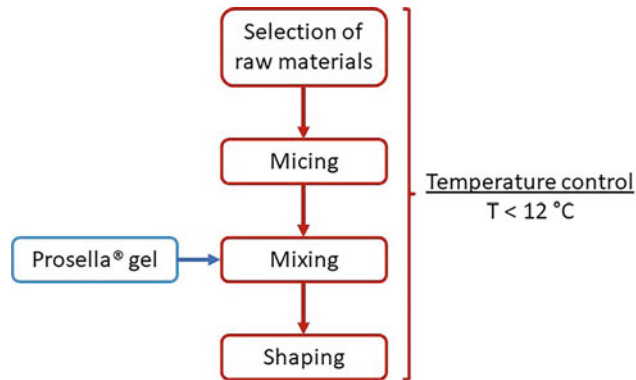 Selection of
raw materials
Micing
Temperature control
T < 12 °C
Prosella® gel
Mixing
Shaping